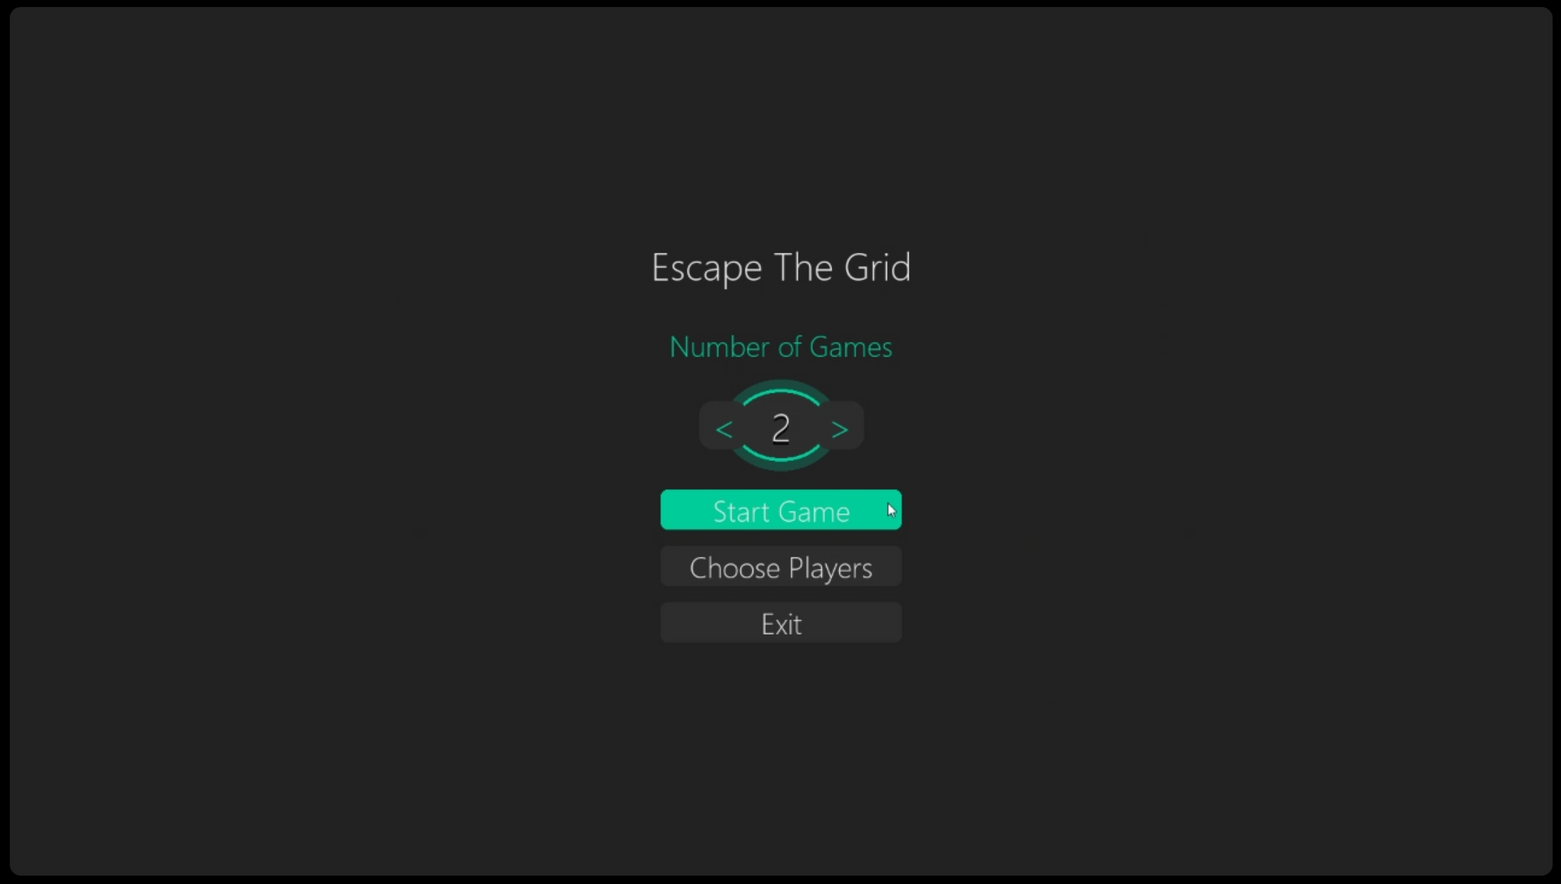 Escape The Grid
Number of Games
< 2 >
Start Game
Choose Players
Exit